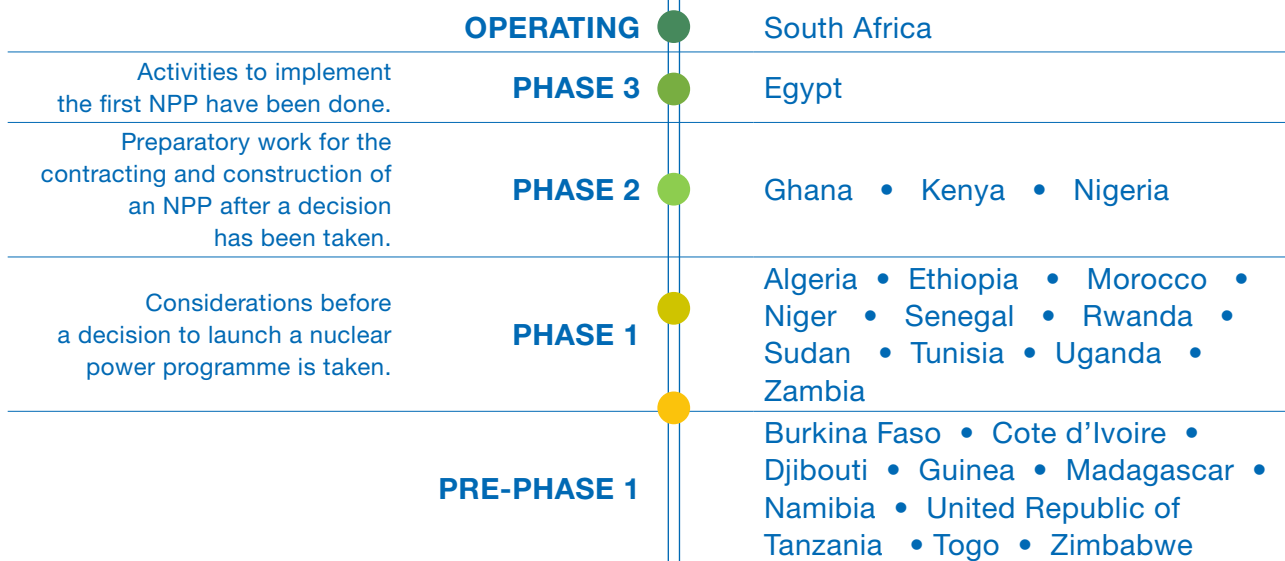 OPERATING
South Africa
Activities to implement
the first NPP have been done.
PHASE 3
Egypt
Preparatory work for the
contracting and construction of
an NPP after a decision
has been taken.
PHASE 2
Ghana • Kenya • Nigeria
Considerations before
a decision to launch a nuclear
power programme is taken.
PHASE 1
Algeria • Ethiopia • Morocco •
Niger • Senegal • Rwanda •
Sudan • Tunisia • Uganda •
Zambia
PRE-PHASE 1
Burkina Faso • Cote d’Ivoire •
Djibouti • Guinea • Madagascar •
Namibia • United Republic of
Tanzania • Togo • Zimbabwe